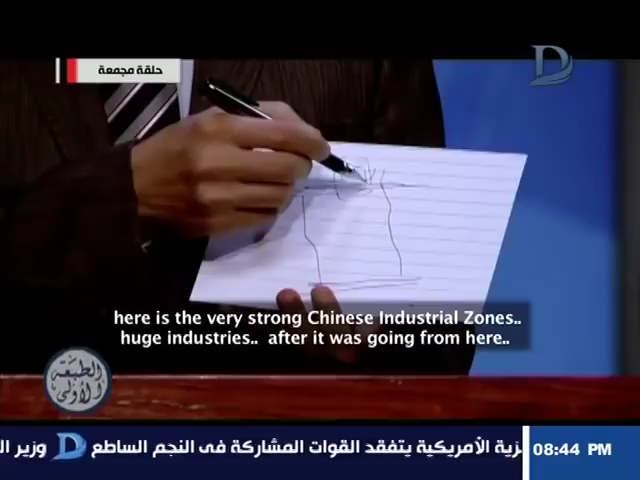 حلقة مجمعة
here is the very strong Chinese Industrial Zones..
huge industries.. after it was going from here..
الطبعة
الأولى
زية الأمريكية يتفقد القوات المشاركة فى النجم الساطع
وزير ال
08:44 PM